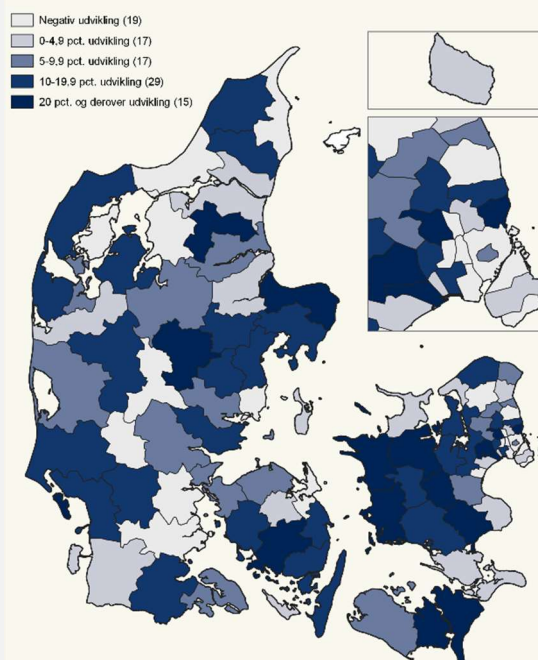 Negativ udvikling (19)
0-4,9 pct. udvikling (17)
5-9,9 pct. udvikling (17)
10-19,9 pct. udvikling (29)
20 pct. og derover udvikling (15)